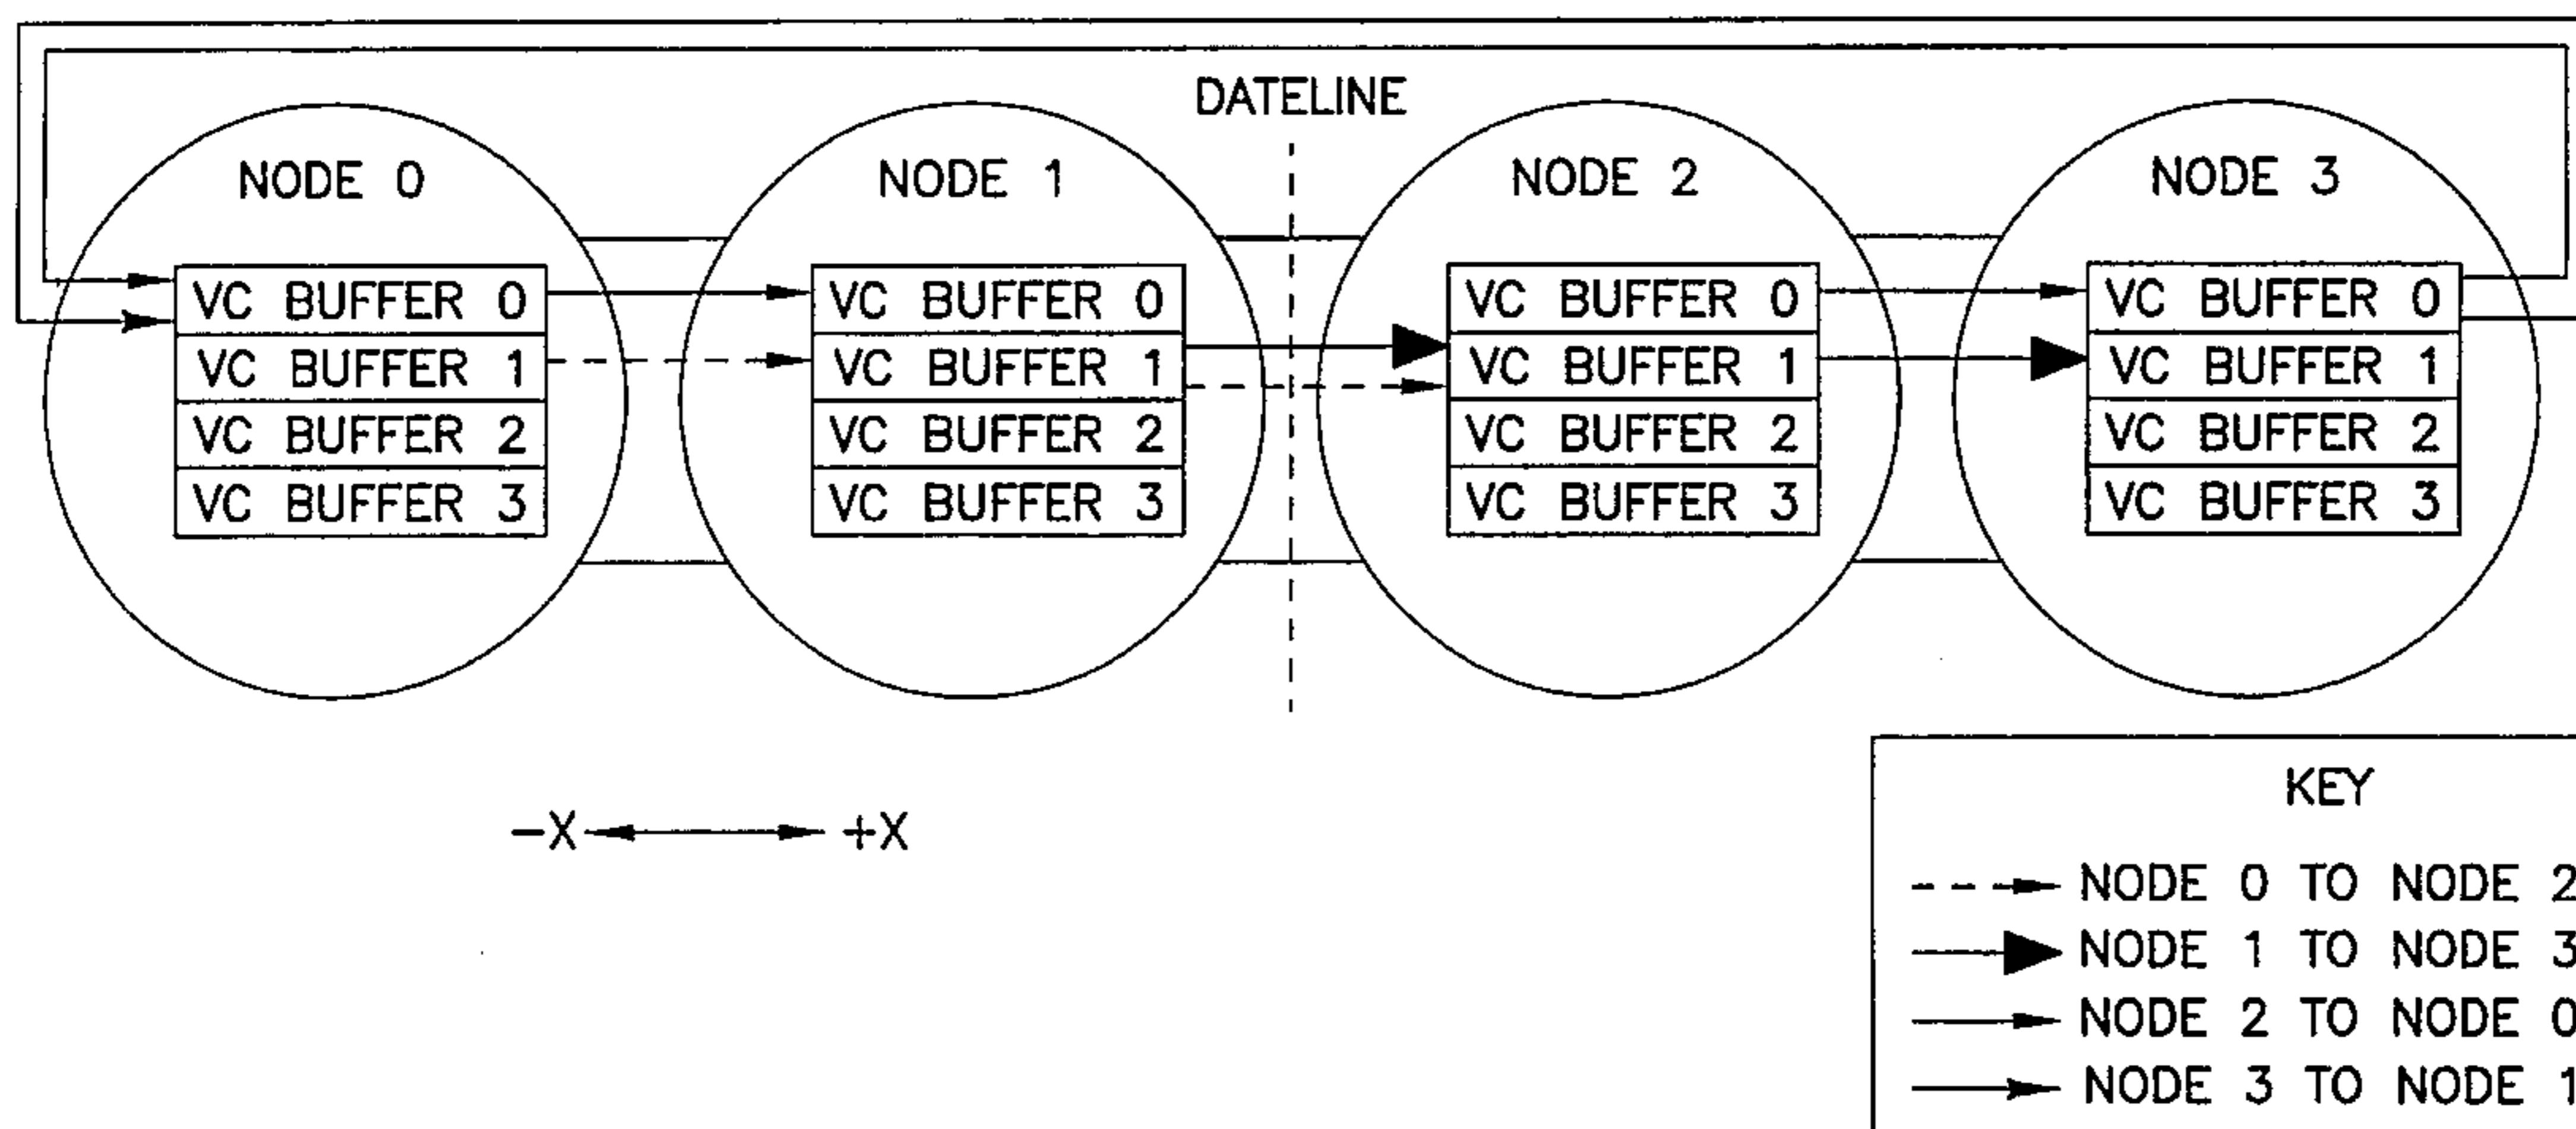 DATELINE
NODE 0
NODE 1
NODE 2
NODE 3
VC BUFFER 0
VC BUFFER 1
VC BUFFER 2
VC BUFFER 3
VC BUFFER 0
VC BUFFER 1
VC BUFFER 2
VC BUFFER 3
VC BUFFER 0
VC BUFFER 1
VC BUFFER 2
VC BUFFER 3
VC BUFFER 0
VC BUFFER 1
VC BUFFER 2
VC BUFFER 3
-X
+X
KEY
NODE 0 TO NODE 2
NODE 1 TO NODE 3
NODE 2 TO NODE 0
NODE 3 TO NODE 1